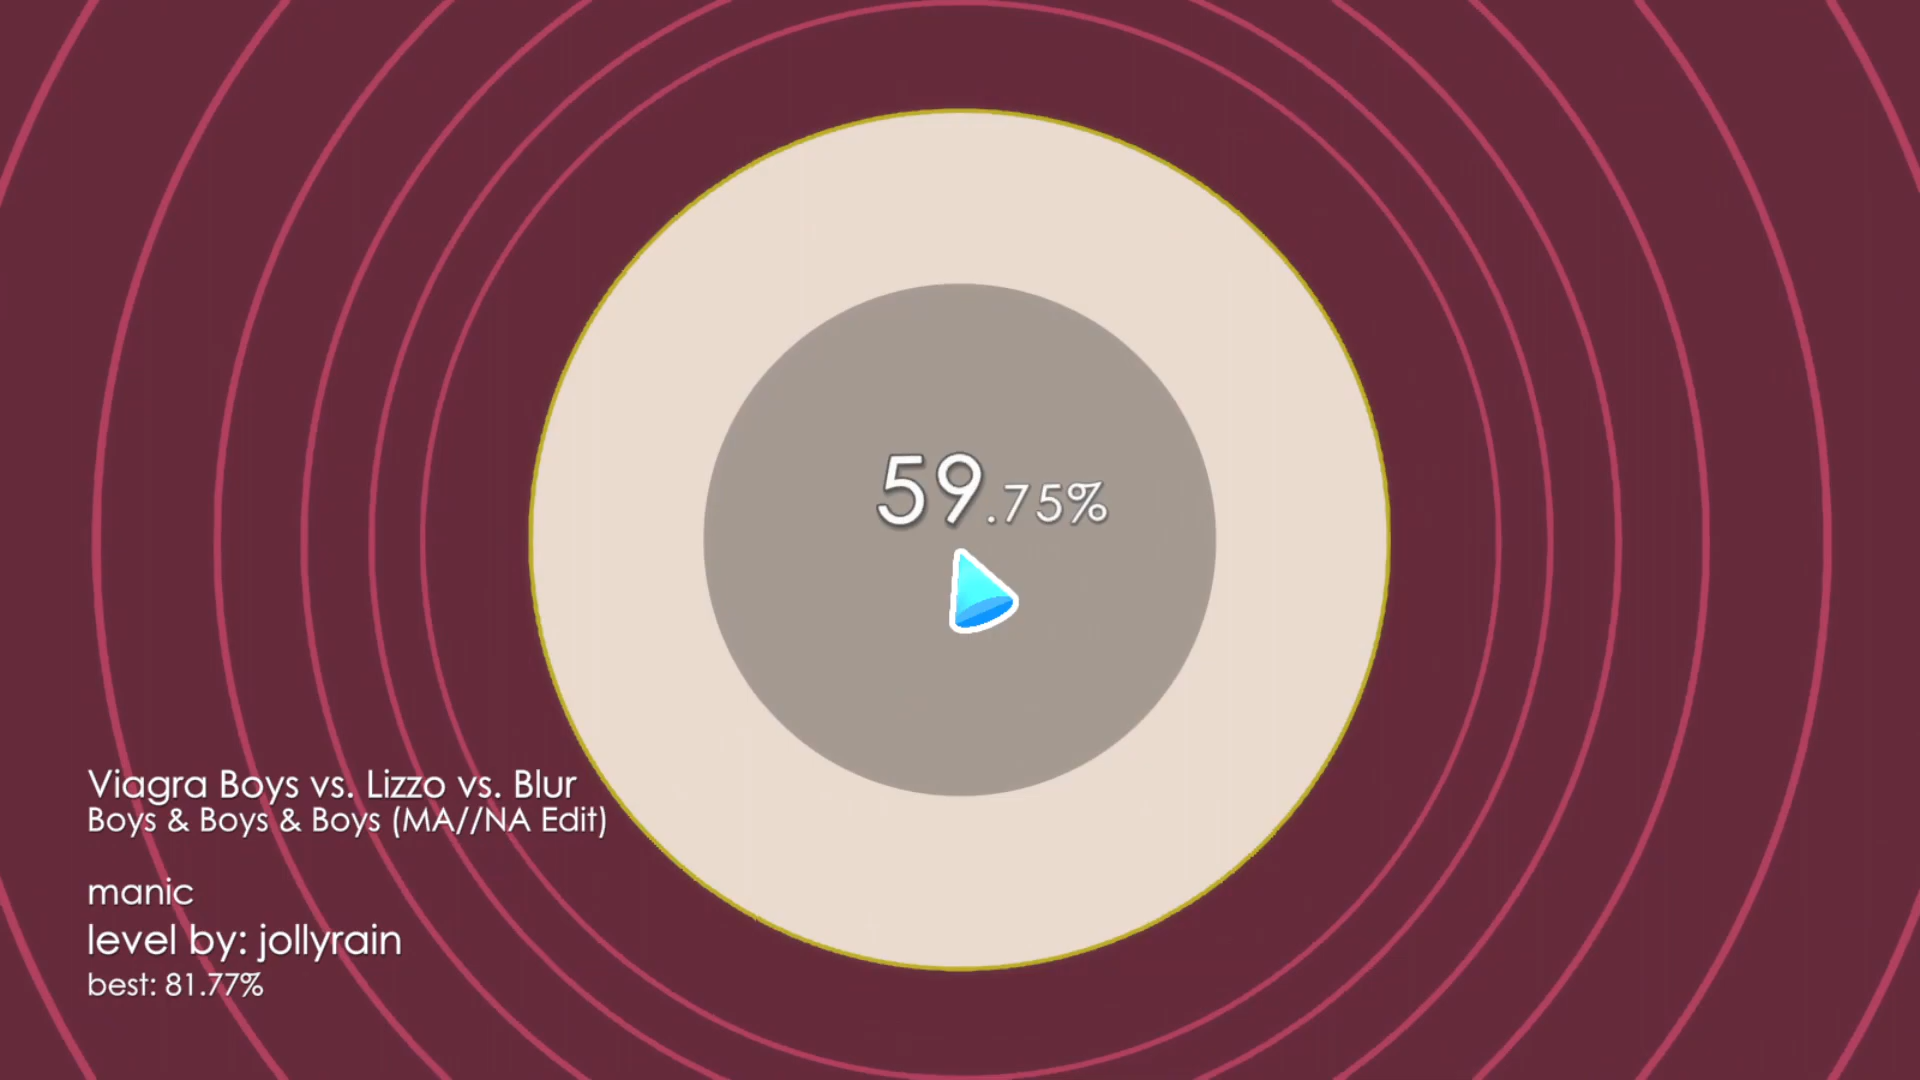 59.75%
Viagra Boys vs. Lizzo vs. Blur
Boys & Boys & Boys (MA//NA Edit)
manic
level by: jollyrain
best: 81.77%